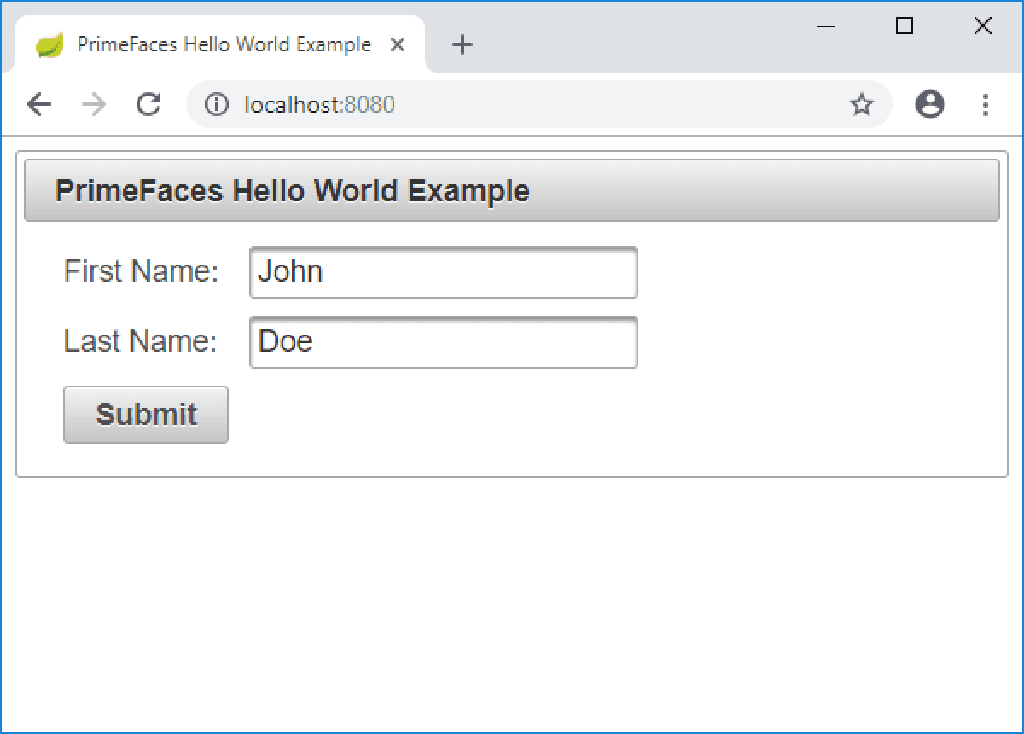 PrimeFaces Hello World Example
localhost:8080
PrimeFaces Hello World Example
First Name: John
Last Name: Doe
Submit